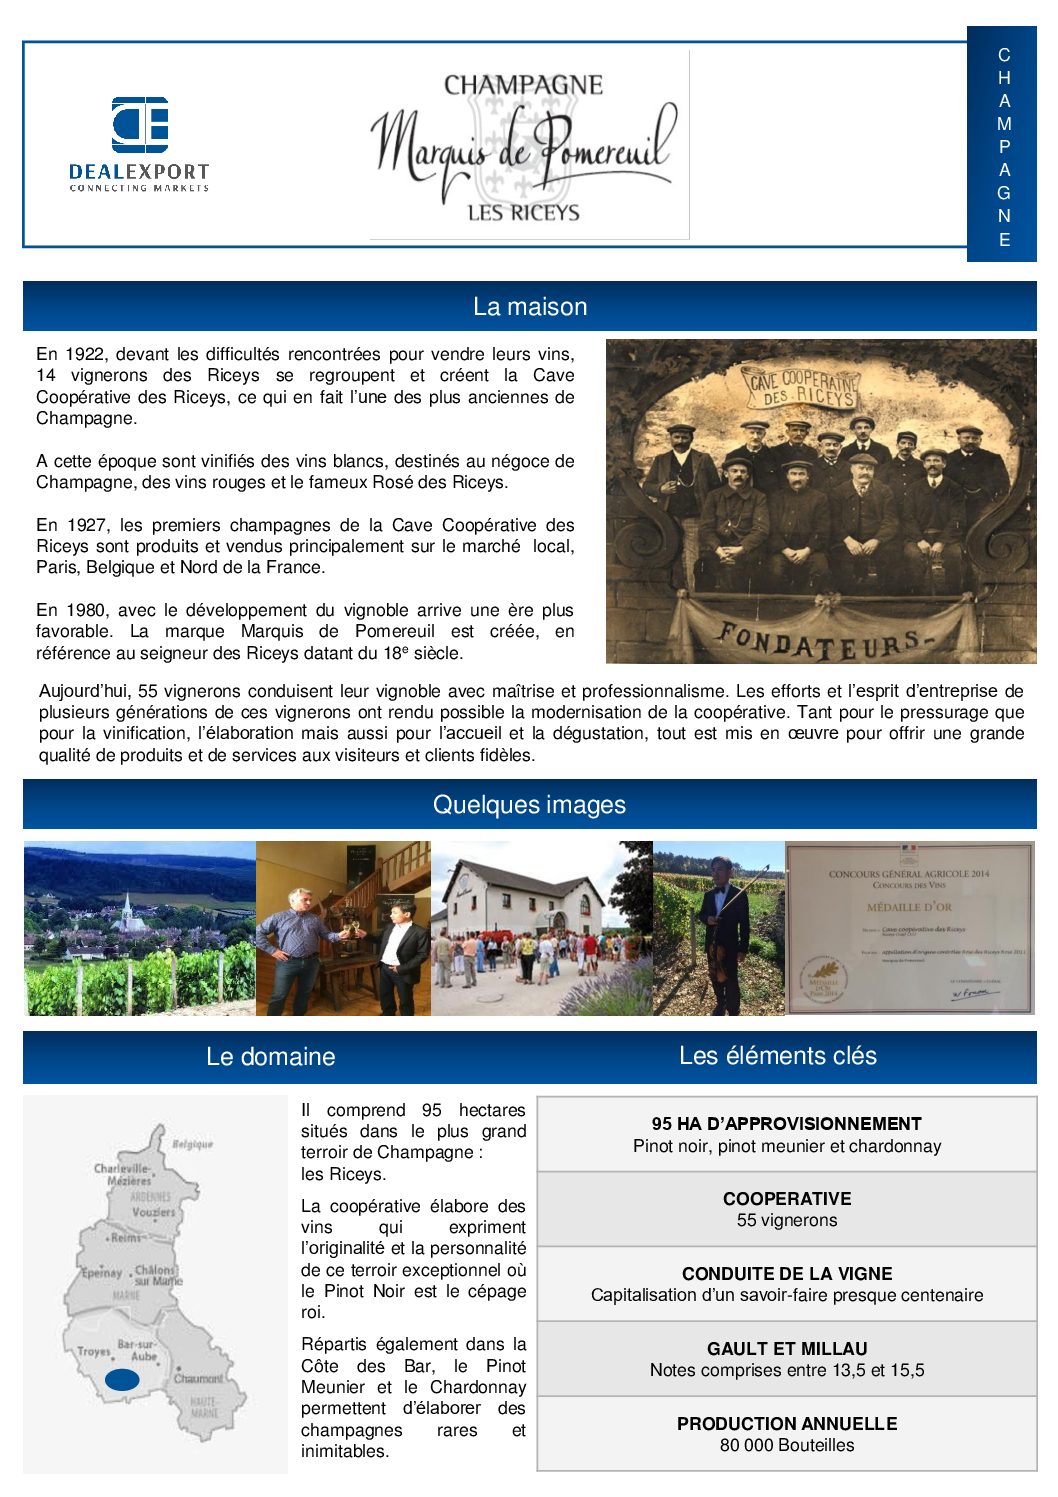 CHAMPAGNE
DEALEXPORT
CONNECTING MARKETS
CHAMPAGNE
Marquis de Pomereuil
LES RICEYS
La maison
En 1922, devant les difficultés rencontrées pour vendre leurs vins,
14 vignerons des Riceys se regroupent et créent la Cave
Coopérative des Riceys, ce qui en fait l’une des plus anciennes de
Champagne.
A cette époque sont vinifiés des vins blancs, destinés au négoce de
Champagne, des vins rouges et le fameux Rosé des Riceys.
En 1927, les premiers champagnes de la Cave Coopérative des
Riceys sont produits et vendus principalement sur le marché local,
Paris, Belgique et Nord de la France.
En 1980, avec le développement du vignoble arrive une ère plus
favorable. La marque Marquis de Pomereuil est créée, en
référence au seigneur des Riceys datant du 18e siècle.
CAVE COOPERATIVE
DES RICEYS
FONDATEURS-
Aujourd’hui, 55 vignerons conduisent leur vignoble avec maîtrise et professionnalisme. Les efforts et l’esprit d’entreprise de
plusieurs générations de ces vignerons ont rendu possible la modernisation de la coopérative. Tant pour le pressurage que
pour la vinification, l’élaboration mais aussi pour l’accueil et la dégustation, tout est mis en œuvre pour offrir une grande
qualité de produits et de services aux visiteurs et clients fidèles.
Quelques images
CONCOURS GÉNÉRAL AGRICOLE 2014
CONCOURS DES VINS
MÉDAILLE D’OR
Cave coopérative des Riceys
MÉDAILLE
D’OR
PARIS 2014
Le domaine
Il comprend 95 hectares
situés dans le plus grand
terroir de Champagne :
les Riceys.
La coopérative élabore des
vins qui expriment
l’originalité et la personnalité
de ce terroir exceptionnel où
le Pinot Noir est le cépage
roi.
Répartis également dans la
Côte des Bar, le Pinot
Meunier et le Chardonnay
permettent d’élaborer des
champagnes rares et
inimitables.
Belgique
Charleville-
Mézières
ARDENNES
Vouziers
Reims
Epernay
Châlons
sur Marne
MARNE
Troyes
Bar-sur-
Aube
Chaumont
HAUTE-
MARNE
Les éléments clés
95 HA D’APPROVISIONNEMENT
Pinot noir, pinot meunier et chardonnay
COOPERATIVE
55 vignerons
CONDUITE DE LA VIGNE
Capitalisation d’un savoir-faire presque centenaire
GAULT ET MILLAU
Notes comprises entre 13,5 et 15,5
PRODUCTION ANNUELLE
80 000 Bouteilles